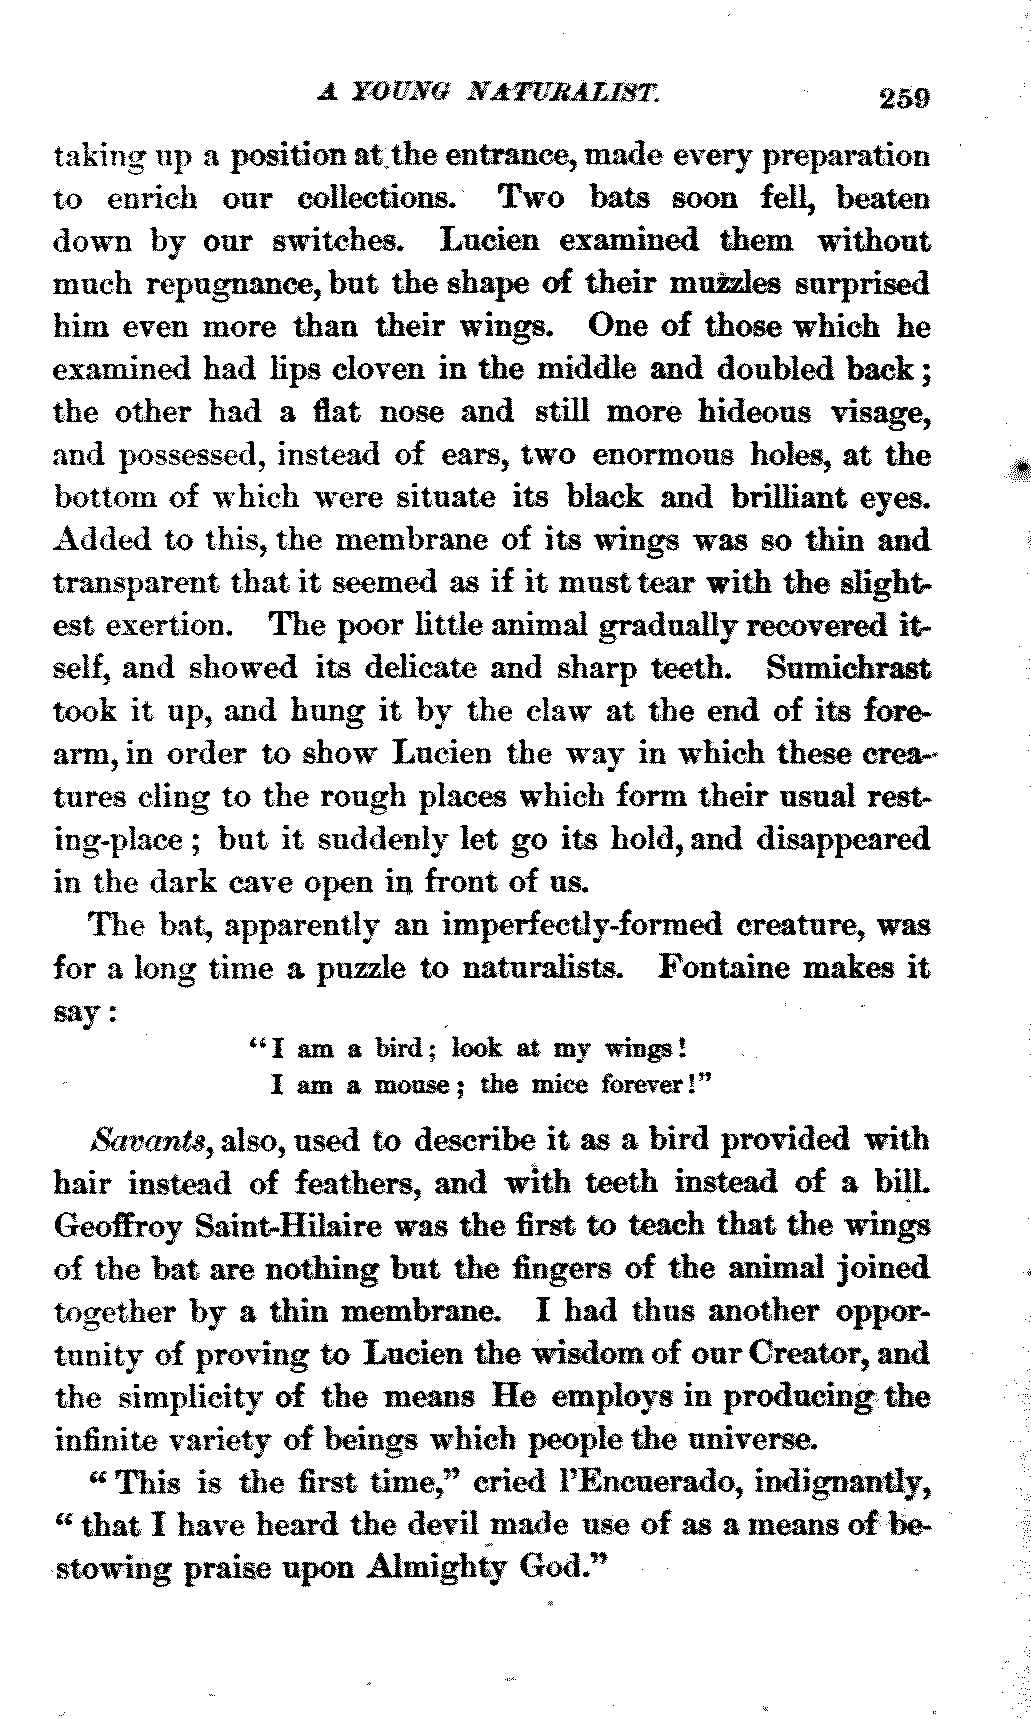 A YOUNG NATURALIST. 259
taking up a position at the entrance, made every preparation
to enrich our collections. Two bats soon fell, beaten
down by our switches. Lucien examined them without
much repugnance, but the shape of their muzzles surprised
him even more than their wings. One of those which he
examined had lips cloven in the middle and doubled back;
the other had a flat nose and still more hideous visage,
and possessed, instead of ears, two enormous holes, at the
bottom of which were situate its black and brilliant eyes.
Added to this, the membrane of its wings was so thin and
transparent that it seemed as if it must tear with the slight-
est exertion. The poor little animal gradually recovered it-
self, and showed its delicate and sharp teeth. Sumichrast
took it up, and hung it by the claw at the end of its fore-
arm, in order to show Lucien the way in which these crea-
tures cling to the rough places which form their usual rest-
ing-place; but it suddenly let go its hold, and disappeared
in the dark cave open in front of us.
The bat, apparently an imperfectly-formed creature, was
for a long time a puzzle to naturalists. Fontaine makes it
say:
"I am a bird; look at my wings!
I am a mouse; the mice forever!"
Savants, also, used to describe it as a bird provided with
hair instead of feathers, and with teeth instead of a bill.
Geoffroy Saint-Hilaire was the first to teach that the wings
of the bat are nothing but the fingers of the animal joined
together by a thin membrane. I had thus another oppor-
tunity of proving to Lucien the wisdom of our Creator, and
the simplicity of the means He employs in producing the
infinite variety of beings which people the universe.
"This is the first time," cried l'Encuerado, indignantly,
"that I have heard the devil made use of as a means of be-
stowing praise upon Almighty God."